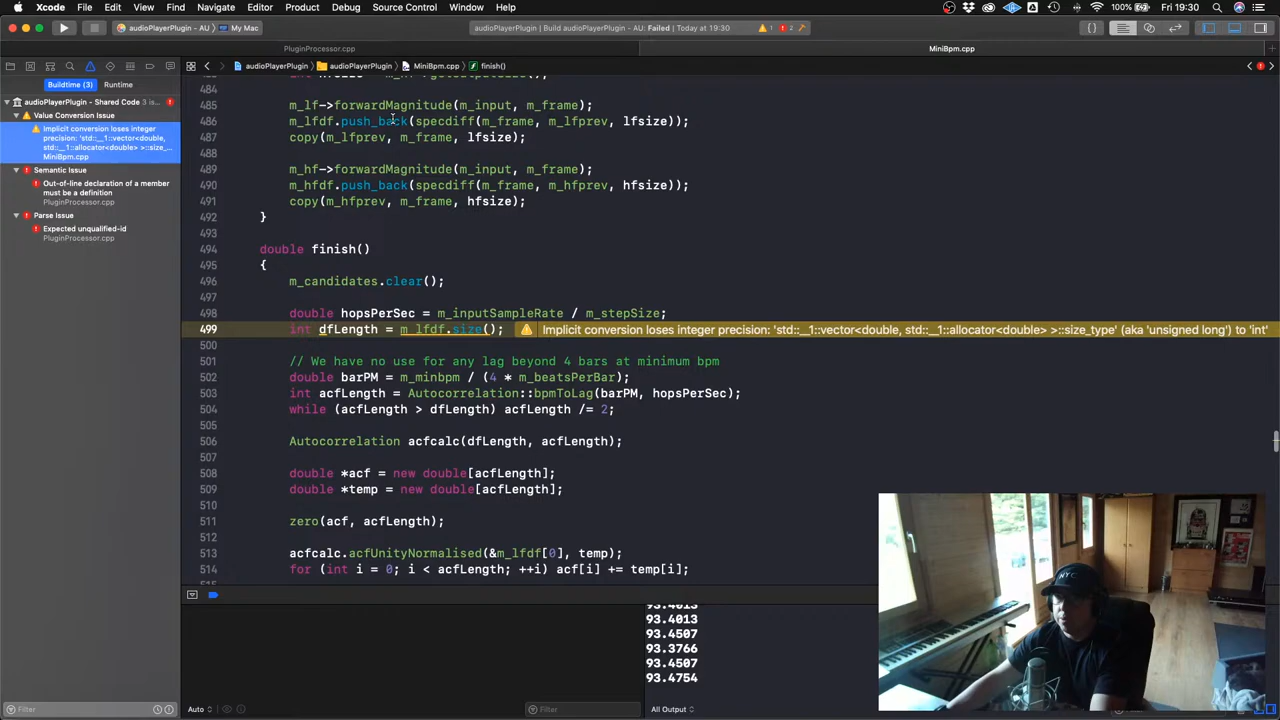 Xcode File Edit View Find Navigate Editor Product Debug Source Control Window Help 100% Fri 19:30
audioPlayerPlugin - AU My Mac audioPlayerPlugin | Build audioPlayerPlugin - AU: Failed | Today at 19:30 1 2
PluginProcessor.cpp MiniBpm.cpp
audioPlayerPlugin audioPlayerPlugin MiniBpm.cpp finish()
Buildtime (3) Runtime
audioPlayerPlugin - Shared Code 3 is...
Value Conversion Issue
Implicit conversion loses integer
precision: 'std::__1::vector<double,
std::__1::allocator<double> >::size_...
MiniBpm.cpp
Semantic Issue
Out-of-line declaration of a member
must be a definition
PluginProcessor.cpp
Parse Issue
Expected unqualified-id
PluginProcessor.cpp
484
485 m_lf->forwardMagnitude(m_input, m_frame);
486 m_lfdf.push_back(specdiff(m_frame, m_lfprev, lfsize));
487 copy(m_lfprev, m_frame, lfsize);
488
489 m_hf->forwardMagnitude(m_input, m_frame);
490 m_hfdf.push_back(specdiff(m_frame, m_hfprev, hfsize));
491 copy(m_hfprev, m_frame, hfsize);
492 }
493
494 double finish()
495 {
496 m_candidates.clear();
497
498 double hopsPerSec = m_inputSampleRate / m_stepSize;
499 int dfLength = m_lfdf.size(); Implicit conversion loses integer precision: 'std::__1::vector<double, std::__1::allocator<double> >::size_type' (aka 'unsigned long') to 'int'
500
501 // We have no use for any lag beyond 4 bars at minimum bpm
502 double barPM = m_minbpm / (4 * m_beatsPerBar);
503 int acfLength = Autocorrelation::bpmToLag(barPM, hopsPerSec);
504 while (acfLength > dfLength) acfLength /= 2;
505
506 Autocorrelation acfcalc(dfLength, acfLength);
507
508 double *acf = new double[acfLength];
509 double *temp = new double[acfLength];
510
511 zero(acf, acfLength);
512
513 acfcalc.acfUnityNormalised(&m_lfdf[0], temp);
514 for (int i = 0; i < acfLength; ++i) acf[i] += temp[i];
93.4013
93.4013
93.4507
93.3766
93.4507
93.4754
NYC
Filter Auto Filter All Output